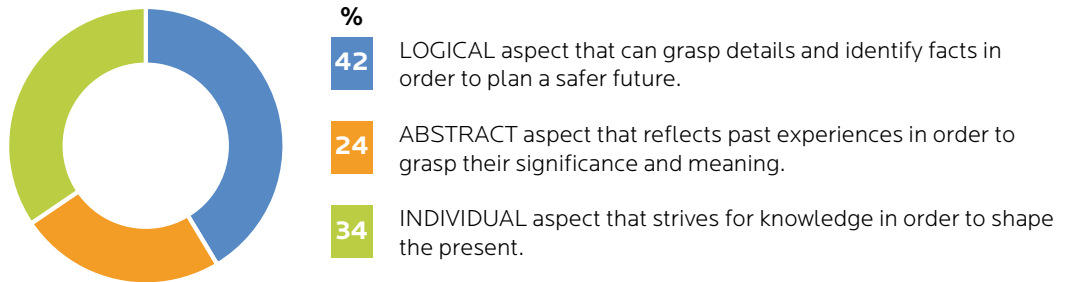 %
42
LOGICAL aspect that can grasp details and identify facts in
order to plan a safer future.
24
ABSTRACT aspect that reflects past experiences in order to
grasp their significance and meaning.
34
INDIVIDUAL aspect that strives for knowledge in order to shape
the present.